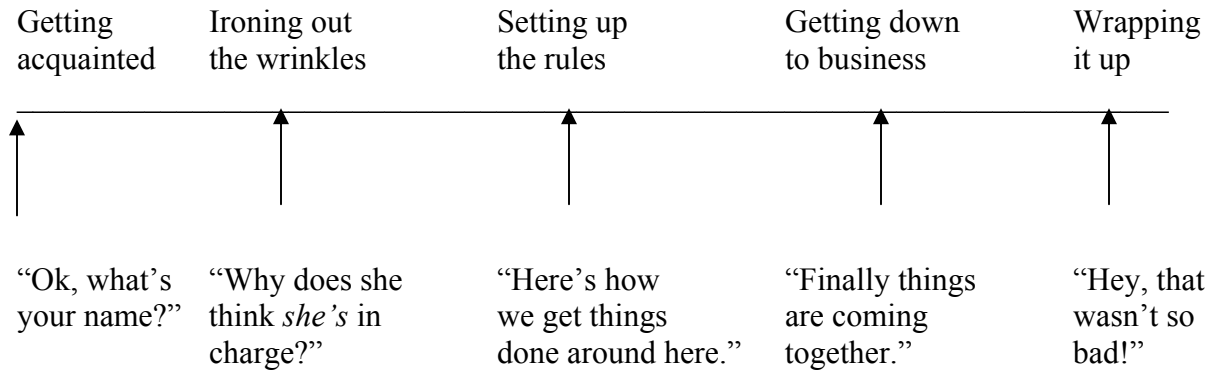 Getting
acquainted
Ironing out
the wrinkles
Setting up
the rules
Getting down
to business
Wrapping
it up
“Ok, what’s
your name?”
“Why does she
think she’s in
charge?”
“Here’s how
we get things
done around here.”
“Finally things
are coming
together.”
“Hey, that
wasn’t so
bad!”